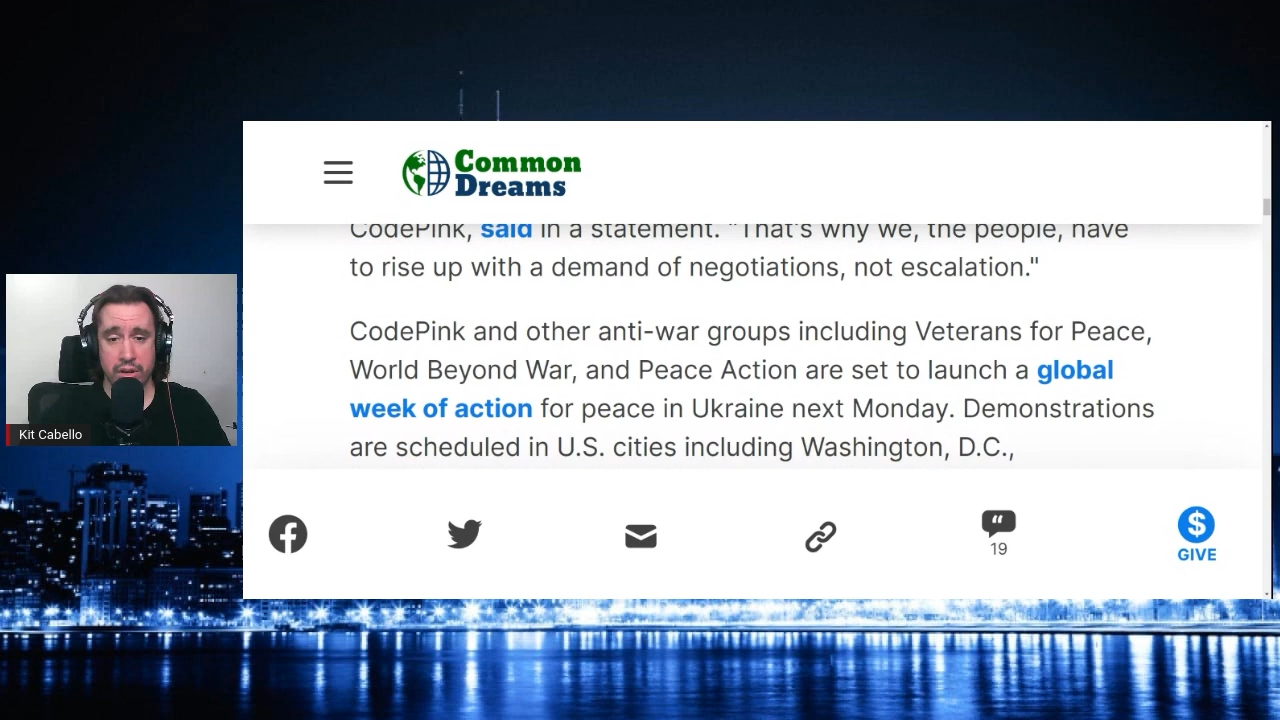 Common
Dreams
CodePink, said in a statement. "That's why we, the people, have
to rise up with a demand of negotiations, not escalation."
CodePink and other anti-war groups including Veterans for Peace,
World Beyond War, and Peace Action are set to launch a global
week of action for peace in Ukraine next Monday. Demonstrations
are scheduled in U.S. cities including Washington, D.C.,
Kit Cabello
19
$
GIVE